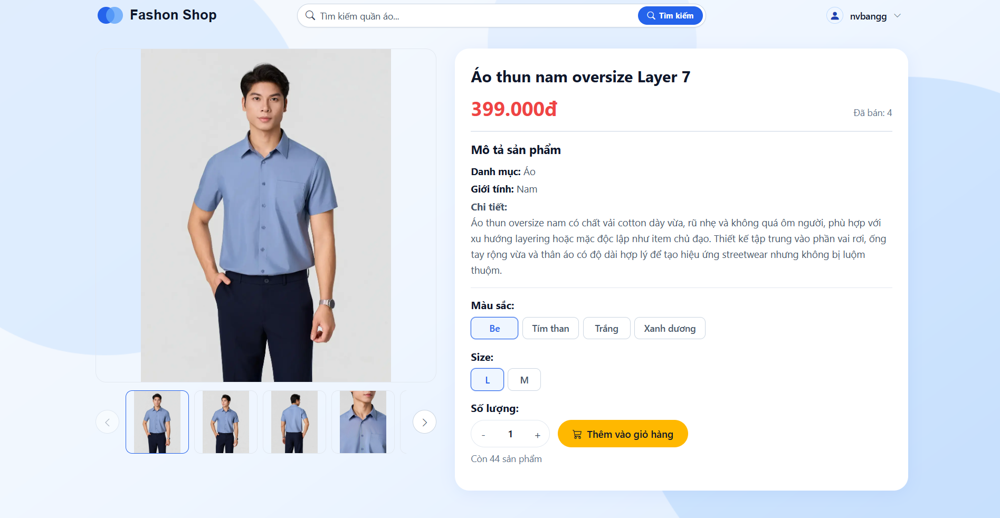 Fashon Shop
Tìm kiếm quần áo...
Tìm kiếm
nvbangg
Áo thun nam oversize Layer 7
399.000đ
Đã bán: 4
Mô tả sản phẩm
Danh mục: Áo
Giới tính: Nam
Chi tiết:
Áo thun oversize nam có chất vải cotton dày vừa, rũ nhẹ và không quá ôm người, phù hợp với
xu hướng layering hoặc mặc độc lập như item chủ đạo. Thiết kế tập trung vào phần vai rơi, ống
tay rộng vừa và thân áo có độ dài hợp lý để tạo hiệu ứng streetwear nhưng không bị luộm
thuộm.
Màu sắc:
Be
Tím than
Trắng
Xanh dương
Size:
L
M
Số lượng:
- 1 +
Thêm vào giỏ hàng
Còn 44 sản phẩm